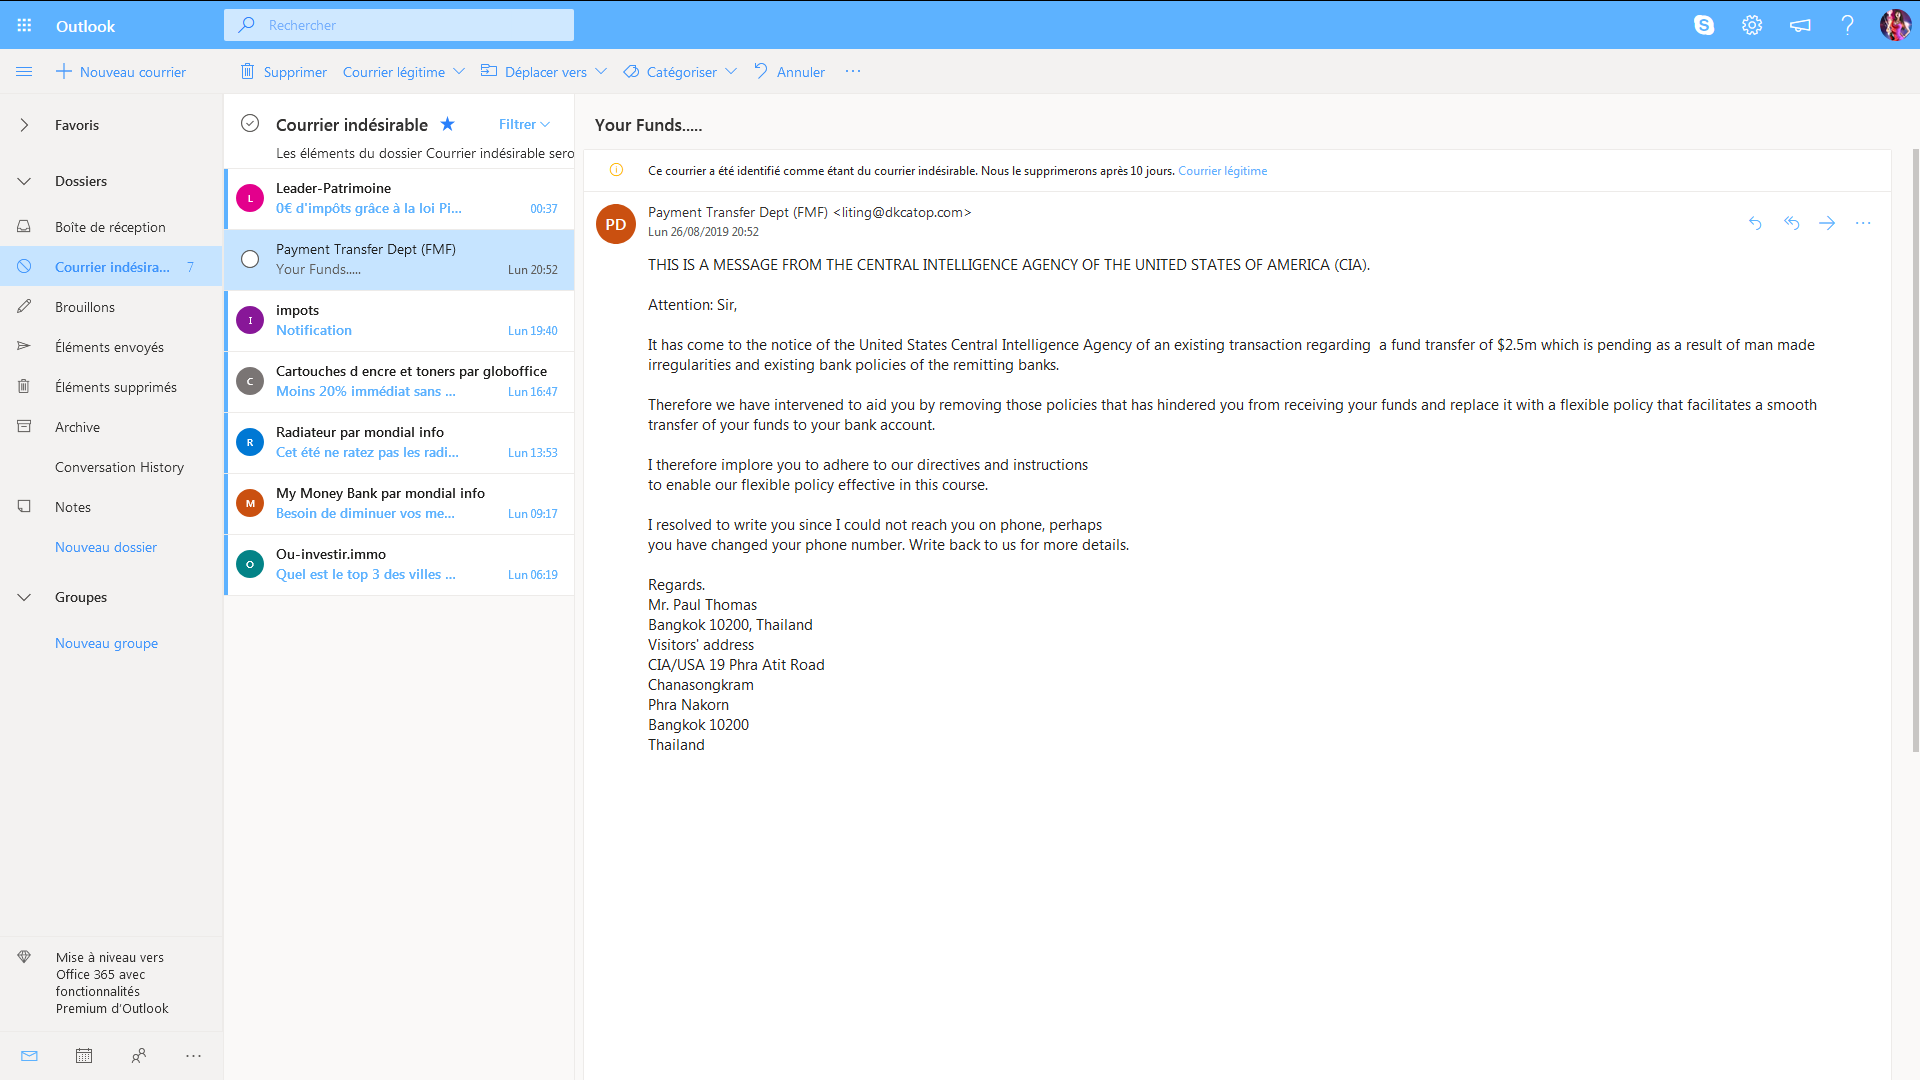 Outlook
Rechercher
Nouveau courrier
Supprimer
Courrier légitime
Déplacer vers
Catégoriser
Annuler
Favoris
Dossiers
Boîte de réception
Courrier indésira... 7
Brouillons
Éléments envoyés
Éléments supprimés
Archive
Conversation History
Notes
Nouveau dossier
Groupes
Nouveau groupe
Mise à niveau vers
Office 365 avec
fonctionnalités
Premium d'Outlook
Courrier indésirable
Filtrer
Les éléments du dossier Courrier indésirable sero
L
Leader-Patrimoine
0€ d'impôts grâce à la loi Pi... 00:37
Payment Transfer Dept (FMF)
Your Funds..... Lun 20:52
I
impots
Notification Lun 19:40
C
Cartouches d encre et toners par globoffice
Moins 20% immédiat sans ... Lun 16:47
R
Radiateur par mondial info
Cet été ne ratez pas les radi... Lun 13:53
M
My Money Bank par mondial info
Besoin de diminuer vos me... Lun 09:17
O
Ou-investir.immo
Quel est le top 3 des villes ... Lun 06:19
Your Funds.....
Ce courrier a été identifié comme étant du courrier indésirable. Nous le supprimerons après 10 jours. Courrier légitime
PD
Payment Transfer Dept (FMF) <liting@dkcatop.com>
Lun 26/08/2019 20:52
THIS IS A MESSAGE FROM THE CENTRAL INTELLIGENCE AGENCY OF THE UNITED STATES OF AMERICA (CIA).
Attention: Sir,
It has come to the notice of the United States Central Intelligence Agency of an existing transaction regarding  a fund transfer of $2.5m which is pending as a result of man made
irregularities and existing bank policies of the remitting banks.
Therefore we have intervened to aid you by removing those policies that has hindered you from receiving your funds and replace it with a flexible policy that facilitates a smooth
transfer of your funds to your bank account.
I therefore implore you to adhere to our directives and instructions
to enable our flexible policy effective in this course.
I resolved to write you since I could not reach you on phone, perhaps
you have changed your phone number. Write back to us for more details.
Regards.
Mr. Paul Thomas
Bangkok 10200, Thailand
Visitors' address
CIA/USA 19 Phra Atit Road
Chanasongkram
Phra Nakorn
Bangkok 10200
Thailand